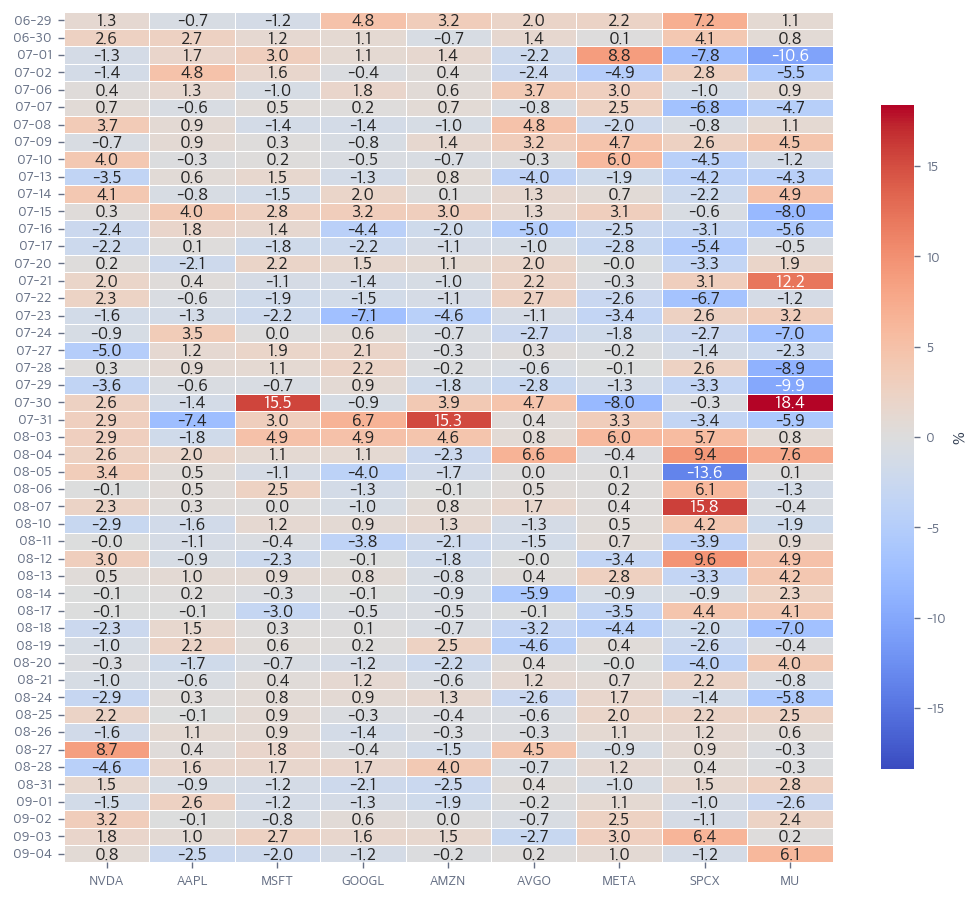 06-29 1.3 -0.7 -1.2 4.8 3.2 2.0 2.2 7.2 1.1
06-30 2.6 2.7 1.2 1.1 -0.7 1.4 0.1 4.1 0.8
07-01 -1.3 1.7 3.0 1.1 1.4 -2.2 8.8 -7.8 -10.6
07-02 -1.4 4.8 1.6 -0.4 0.4 -2.4 -4.9 2.8 -5.5
07-06 0.4 1.3 -1.0 1.8 0.6 3.7 3.0 -1.0 0.9
07-07 0.7 -0.6 0.5 0.2 0.7 -0.8 2.5 -6.8 -4.7
07-08 3.7 0.9 -1.4 -1.4 -1.0 4.8 -2.0 -0.8 1.1
07-09 -0.7 0.9 0.3 -0.8 1.4 3.2 4.7 2.6 4.5
07-10 4.0 -0.3 0.2 -0.5 -0.7 -0.3 6.0 -4.5 -1.2
07-13 -3.5 0.6 1.5 -1.3 0.8 -4.0 -1.9 -4.2 -4.3
07-14 4.1 -0.8 -1.5 2.0 0.1 1.3 0.7 -2.2 4.9
07-15 0.3 4.0 2.8 3.2 3.0 1.3 3.1 -0.6 -8.0
07-16 -2.4 1.8 1.4 -4.4 -2.0 -5.0 -2.5 -3.1 -5.6
07-17 -2.2 0.1 -1.8 -2.2 -1.1 -1.0 -2.8 -5.4 -0.5
07-20 0.2 -2.1 2.2 1.5 1.1 2.0 -0.0 -3.3 1.9
07-21 2.0 0.4 -1.1 -1.4 -1.0 2.2 -0.3 3.1 12.2
07-22 2.3 -0.6 -1.9 -1.5 -1.1 2.7 -2.6 -6.7 -1.2
07-23 -1.6 -1.3 -2.2 -7.1 -4.6 -1.1 -3.4 2.6 3.2
07-24 -0.9 3.5 0.0 0.6 -0.7 -2.7 -1.8 -2.7 -7.0
07-27 -5.0 1.2 1.9 2.1 -0.3 0.3 -0.2 -1.4 -2.3
07-28 0.3 0.9 1.1 2.2 -0.2 -0.6 -0.1 2.6 -8.9
07-29 -3.6 -0.6 -0.7 0.9 -1.8 -2.8 -1.3 -3.3 -9.9
07-30 2.6 -1.4 15.5 -0.9 3.9 4.7 -8.0 -0.3 18.4
07-31 2.9 -7.4 3.0 6.7 15.3 0.4 3.3 -3.4 -5.9
08-03 2.9 -1.8 4.9 4.9 4.6 0.8 6.0 5.7 0.8
08-04 2.6 2.0 1.1 1.1 -2.3 6.6 -0.4 9.4 7.6
08-05 3.4 0.5 -1.1 -4.0 -1.7 0.0 0.1 -13.6 0.1
08-06 -0.1 0.5 2.5 -1.3 -0.1 0.5 0.2 6.1 -1.3
08-07 2.3 0.3 0.0 -1.0 0.8 1.7 0.4 15.8 -0.4
08-10 -2.9 -1.6 1.2 0.9 1.3 -1.3 0.5 4.2 -1.9
08-11 -0.0 -1.1 -0.4 -3.8 -2.1 -1.5 0.7 -3.9 0.9
08-12 3.0 -0.9 -2.3 -0.1 -1.8 -0.0 -3.4 9.6 4.9
08-13 0.5 1.0 0.9 0.8 -0.8 0.4 2.8 -3.3 4.2
08-14 -0.1 0.2 -0.3 -0.1 -0.9 -5.9 -0.9 -0.9 2.3
08-17 -0.1 -0.1 -3.0 -0.5 -0.5 -0.1 -3.5 4.4 4.1
08-18 -2.3 1.5 0.3 0.1 -0.7 -3.2 -4.4 -2.0 -7.0
08-19 -1.0 2.2 0.6 0.2 2.5 -4.6 0.4 -2.6 -0.4
08-20 -0.3 -1.7 -0.7 -1.2 -2.2 0.4 -0.0 -4.0 4.0
08-21 -1.0 -0.6 0.4 1.2 -0.6 1.2 0.7 2.2 -0.8
08-24 -2.9 0.3 0.8 0.9 1.3 -2.6 1.7 -1.4 -5.8
08-25 2.2 -0.1 0.9 -0.3 -0.4 -0.6 2.0 2.2 2.5
08-26 -1.6 1.1 0.9 -1.4 -0.3 -0.3 1.1 1.2 0.6
08-27 8.7 0.4 1.8 -0.4 -1.5 4.5 -0.9 0.9 -0.3
08-28 -4.6 1.6 1.7 1.7 4.0 -0.7 1.2 0.4 -0.3
08-31 1.5 -0.9 -1.2 -2.1 -2.5 0.4 -1.0 1.5 2.8
09-01 -1.5 2.6 -1.2 -1.3 -1.9 -0.2 1.1 -1.0 -2.6
09-02 3.2 -0.1 -0.8 0.6 0.0 -0.7 2.5 -1.1 2.4
09-03 1.8 1.0 2.7 1.6 1.5 -2.7 3.0 6.4 0.2
09-04 0.8 -2.5 -2.0 -1.2 -0.2 0.2 1.0 -1.2 6.1
NVDA AAPL MSFT GOOGL AMZN AVGO META SPCX MU
15
10
5
0
-5
-10
-15
%